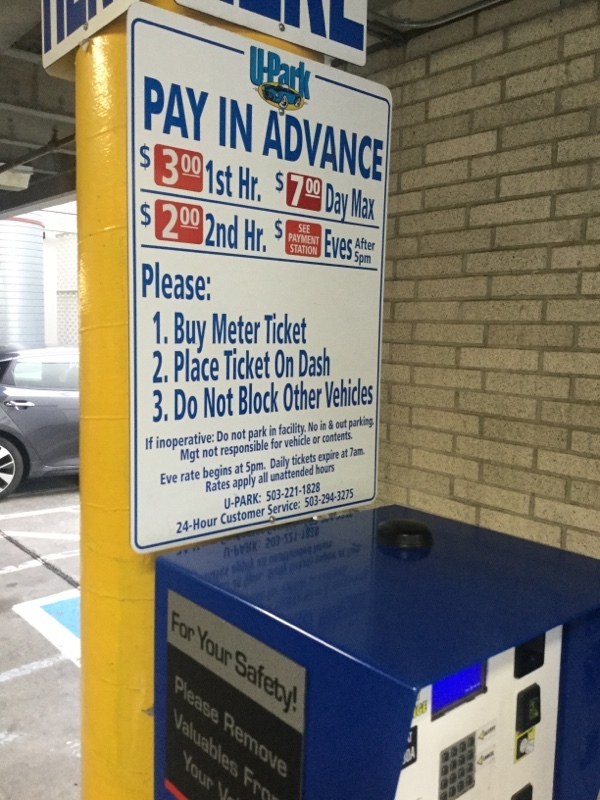 U-Park
PAY IN ADVANCE
$ 3.00 1st Hr. $ 7.00 Day Max
$ 2.00 2nd Hr. $ SEE PAYMENT STATION Eves After 5pm
Please:
1. Buy Meter Ticket
2. Place Ticket On Dash
3. Do Not Block Other Vehicles
If inoperative: Do not park in facility. No in & out parking.
Mgt not responsible for vehicle or contents.
Eve rate begins at 5pm. Daily tickets expire at 7am.
Rates apply all unattended hours
U-PARK: 503-221-1828
24-Hour Customer Service: 503-294-3275
For Your Safety!
Please Remove
Valuables From
Your